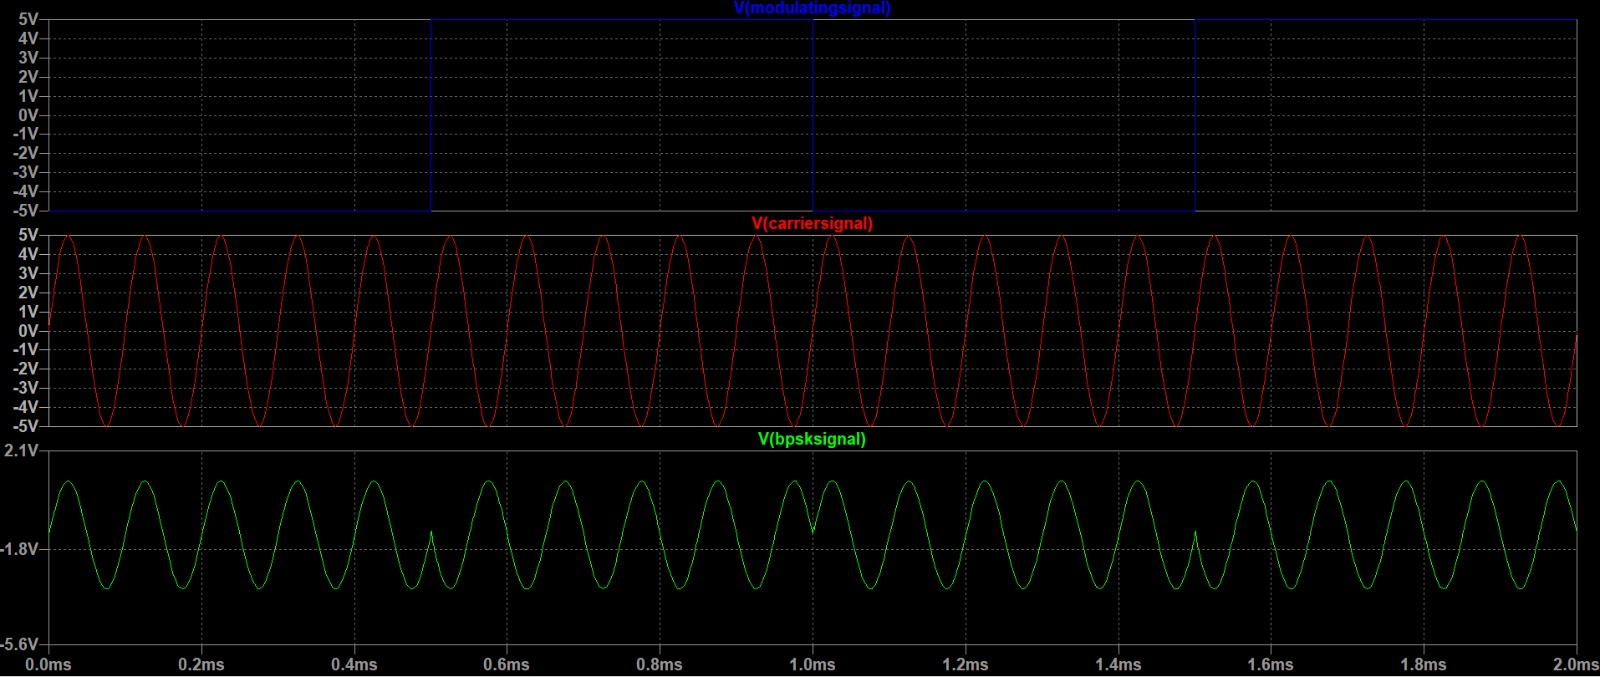 V(modulatingsignal)
5V
4V
3V
2V
1V
0V
-1V
-2V
-3V
-4V
-5V
V(carriersignal)
5V
4V
3V
2V
1V
0V
-1V
-2V
-3V
-4V
-5V
V(bpsksignal)
2.1V
-1.8V
-5.6V
0.0ms 0.2ms 0.4ms 0.6ms 0.8ms 1.0ms 1.2ms 1.4ms 1.6ms 1.8ms 2.0ms